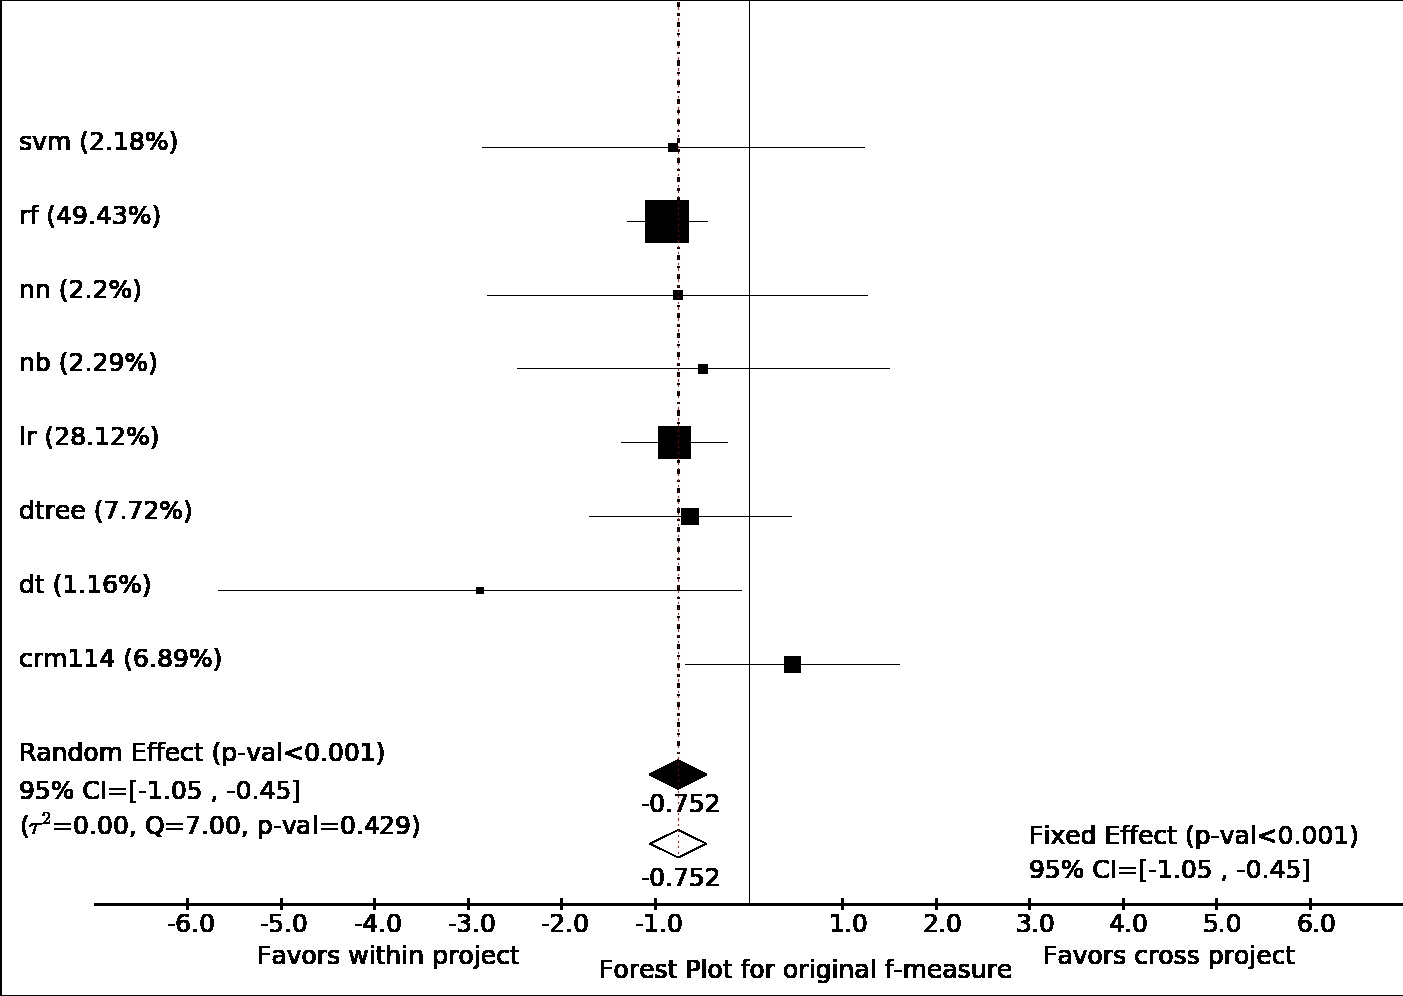 svm (2.18%)
rf (49.43%)
nn (2.2%)
nb (2.29%)
lr (28.12%)
dtree (7.72%)
dt (1.16%)
crm114 (6.89%)
Random Effect (p-val<0.001)
95% CI=[-1.05 , -0.45]
(τ²=0.00, Q=7.00, p-val=0.429)
-0.752
-0.752
Fixed Effect (p-val<0.001)
95% CI=[-1.05 , -0.45]
-6.0 -5.0 -4.0 -3.0 -2.0 -1.0 1.0 2.0 3.0 4.0 5.0 6.0
Favors within project
Forest Plot for original f-measure
Favors cross project